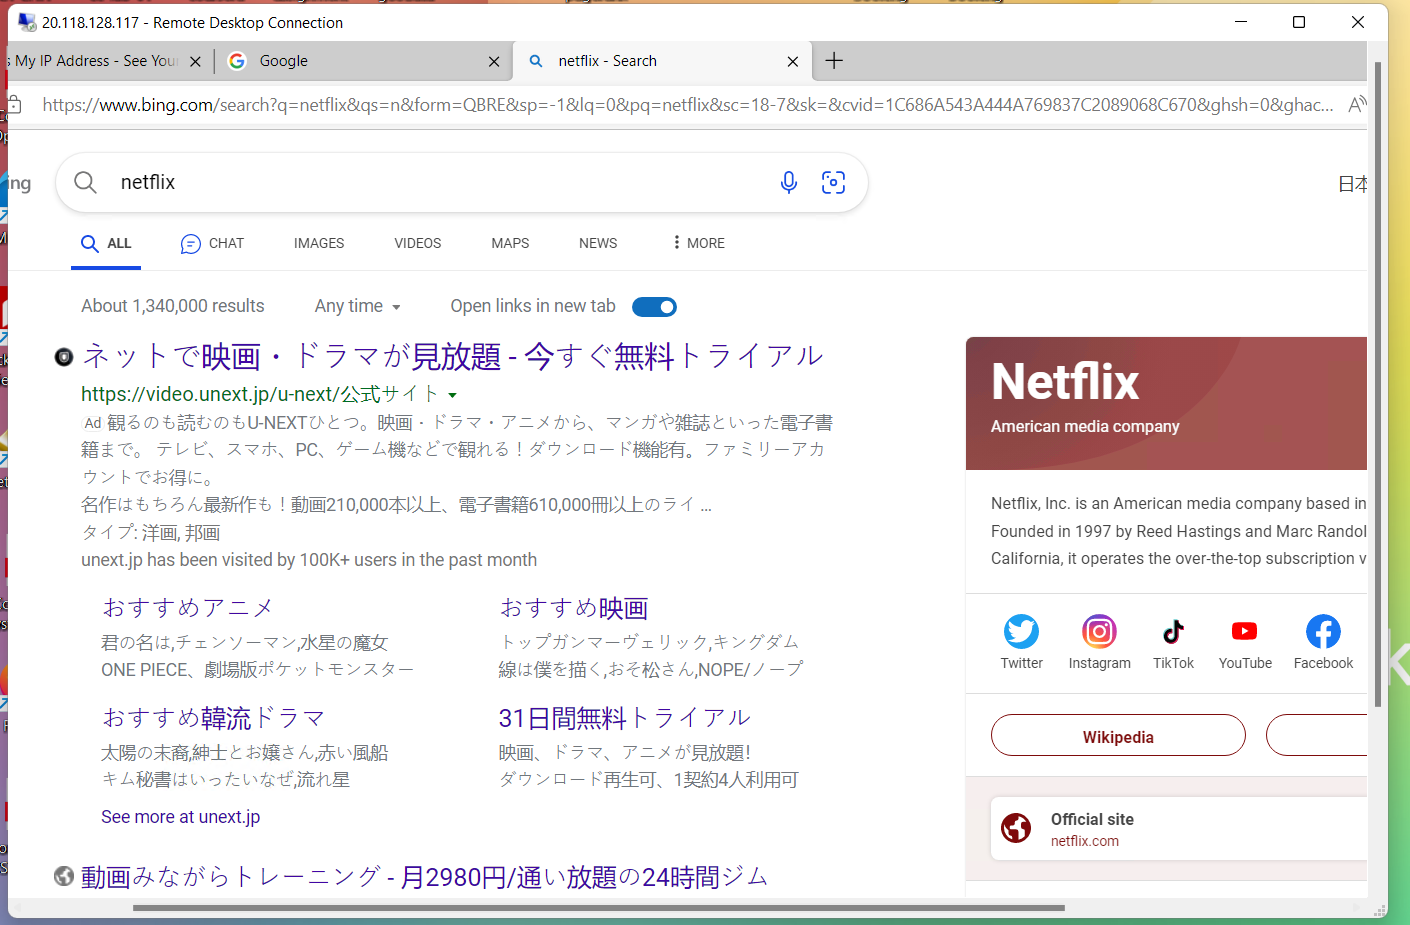 20.118.128.117 - Remote Desktop Connection
s My IP Address - See You
Google
netflix - Search
https://www.bing.com/search?q=netflix&qs=n&form=QBRE&sp=-1&lq=0&pq=netflix&sc=18-7&sk=&cvid=1C686A543A444A769837C2089068C670&ghsh=0&ghac...
ing
netflix
日本
ALL
CHAT
IMAGES
VIDEOS
MAPS
NEWS
MORE
About 1,340,000 results
Any time
Open links in new tab
ネットで映画・ドラマが見放題 - 今すぐ無料トライアル
https://video.unext.jp/u-next/公式サイト
Ad 観るのも読むのもU-NEXTひとつ。映画・ドラマ・アニメから、マンガや雑誌といった電子書
籍まで。 テレビ、スマホ、PC、ゲーム機などで観れる！ダウンロード機能有。ファミリーアカ
ウントでお得に。
名作はもちろん最新作も！動画210,000本以上、電子書籍610,000冊以上のライ ...
タイプ: 洋画, 邦画
unext.jp has been visited by 100K+ users in the past month
おすすめアニメ
君の名は,チェンソーマン,水星の魔女
ONE PIECE、劇場版ポケットモンスター
おすすめ映画
トップガンマーヴェリック,キングダム
線は僕を描く,おそ松さん,NOPE/ノープ
おすすめ韓流ドラマ
太陽の末裔,紳士とお嬢さん,赤い風船
キム秘書はいったいなぜ,流れ星
31日間無料トライアル
映画、ドラマ、アニメが見放題！
ダウンロード再生可、1契約4人利用可
See more at unext.jp
動画みながらトレーニング - 月2980円/通い放題の24時間ジム
Netflix
American media company
Netflix, Inc. is an American media company based in
Founded in 1997 by Reed Hastings and Marc Randol
California, it operates the over-the-top subscription v
Twitter
Instagram
TikTok
YouTube
Facebook
Wikipedia
Official site
netflix.com